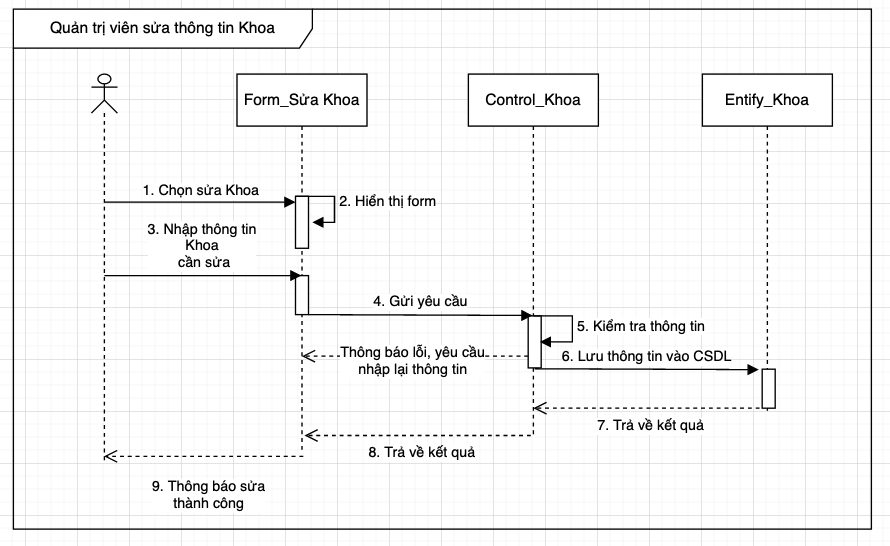 Quản trị viên sửa thông tin Khoa
Form_Sửa Khoa
Control_Khoa
Entify_Khoa
1. Chọn sửa Khoa
2. Hiển thị form
3. Nhập thông tin
Khoa
cần sửa
4. Gửi yêu cầu
5. Kiểm tra thông tin
Thông báo lỗi, yêu cầu
nhập lại thông tin
6. Lưu thông tin vào CSDL
7. Trả về kết quả
8. Trả về kết quả
9. Thông báo sửa
thành công